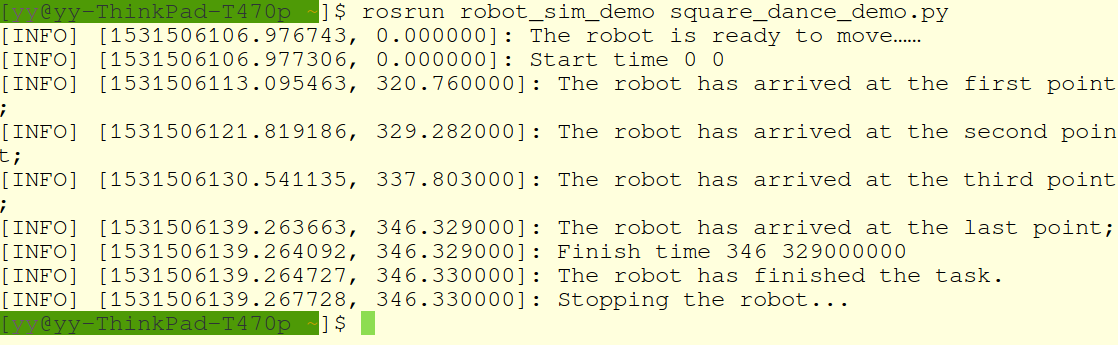 [yy@yy-ThinkPad-T470p ~]$ rosrun robot_sim_demo square_dance_demo.py
[INFO] [1531506106.976743, 0.000000]: The robot is ready to move……
[INFO] [1531506106.977306, 0.000000]: Start time 0 0
[INFO] [1531506113.095463, 320.760000]: The robot has arrived at the first point
;
[INFO] [1531506121.819186, 329.282000]: The robot has arrived at the second poin
t;
[INFO] [1531506130.541135, 337.803000]: The robot has arrived at the third point
;
[INFO] [1531506139.263663, 346.329000]: The robot has arrived at the last point;
[INFO] [1531506139.264092, 346.329000]: Finish time 346 329000000
[INFO] [1531506139.264727, 346.330000]: The robot has finished the task.
[INFO] [1531506139.267728, 346.330000]: Stopping the robot...
[yy@yy-ThinkPad-T470p ~]$